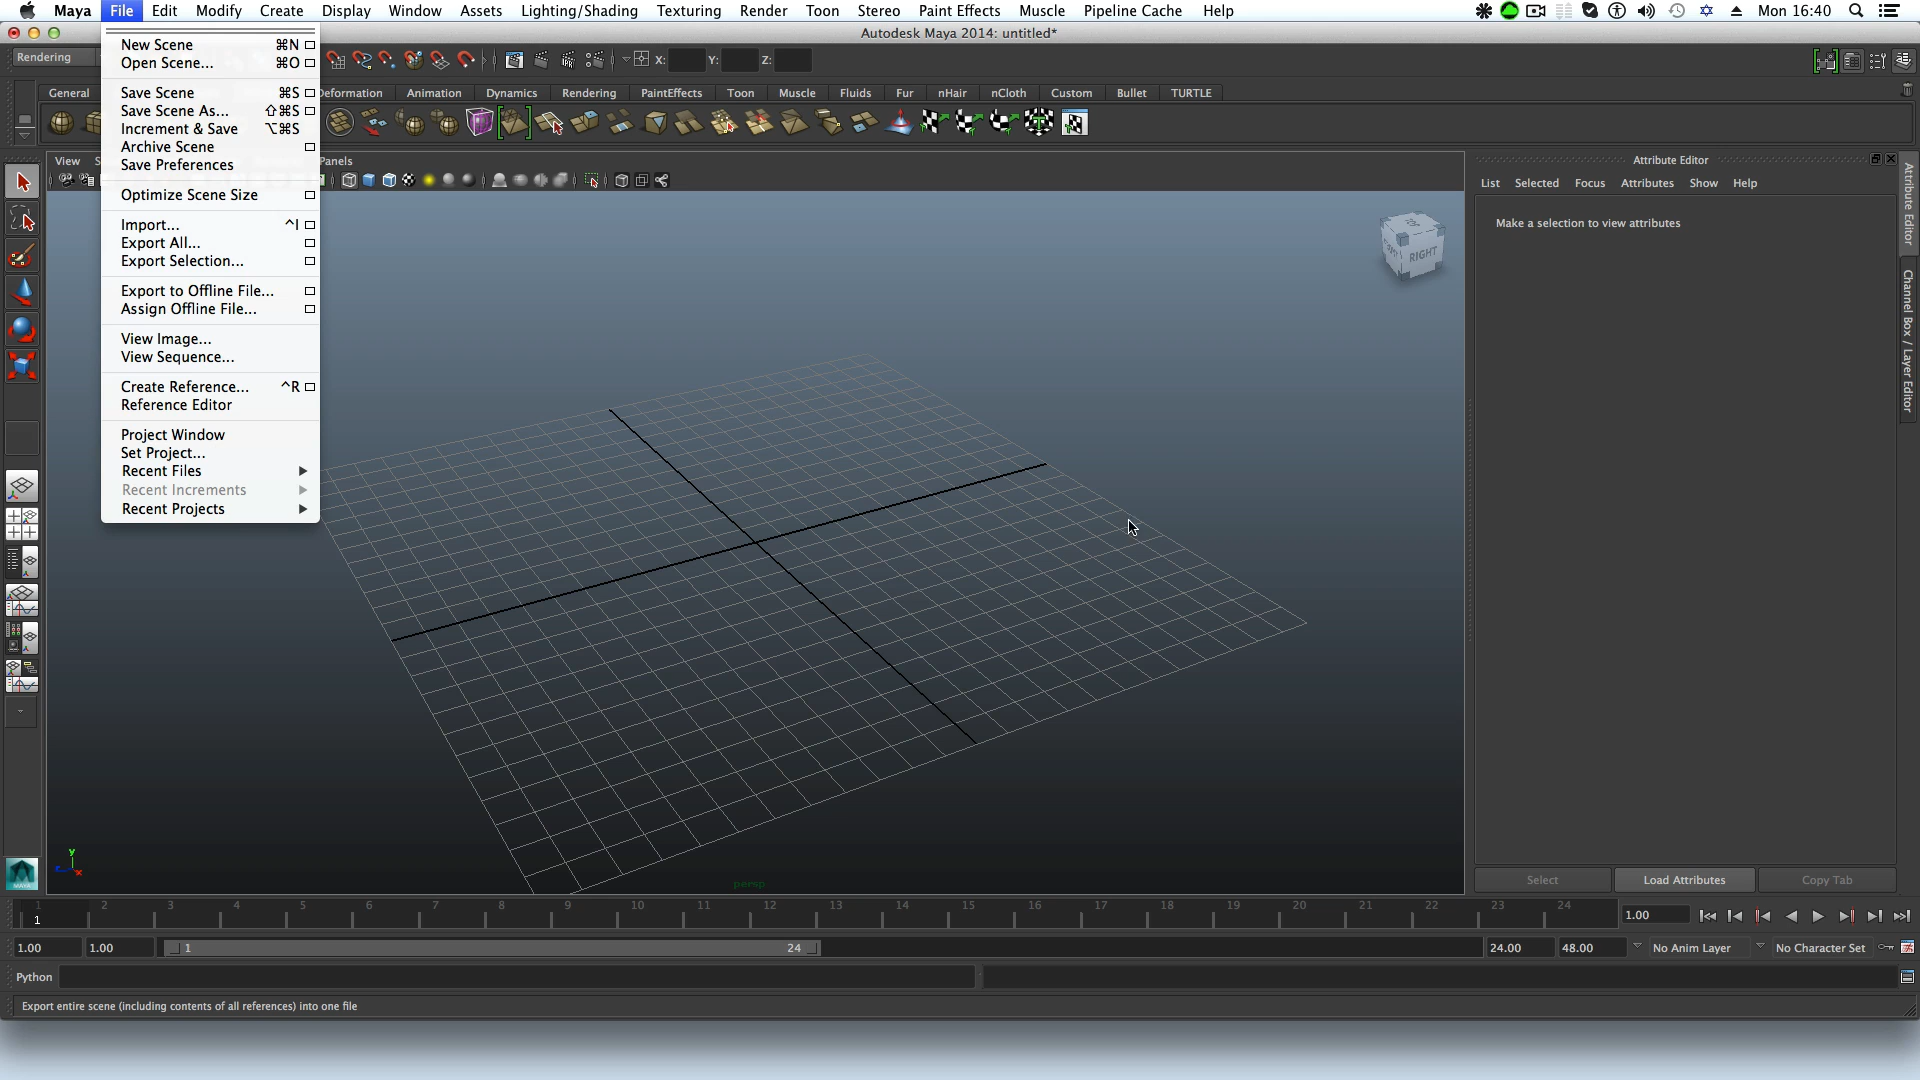 Maya File Edit Modify Create Display Window Assets Lighting/Shading Texturing Render Toon Stereo Paint Effects Muscle Pipeline Cache Help Mon 16:40
Autodesk Maya 2014: untitled*
Rendering X: Y: Z:
New Scene ⌘N
Open Scene... ⌘O
Save Scene ⌘S
Save Scene As... ⇧⌘S
Increment & Save ⌥⌘S
Archive Scene
Save Preferences
Optimize Scene Size
Import... ^I
Export All...
Export Selection...
Export to Offline File...
Assign Offline File...
View Image...
View Sequence...
Create Reference... ^R
Reference Editor
Project Window
Set Project...
Recent Files
Recent Increments
Recent Projects
General Deformation Animation Dynamics Rendering PaintEffects Toon Muscle Fluids Fur nHair nCloth Custom Bullet TURTLE
View Panels
RIGHT
persp
y
x
Attribute Editor
List Selected Focus Attributes Show Help
Make a selection to view attributes
Attribute Editor
Channel Box / Layer Editor
Select Load Attributes Copy Tab
MAYA
1 2 3 4 5 6 7 8 9 10 11 12 13 14 15 16 17 18 19 20 21 22 23 24
1 1.00
1.00 1.00 1 24 24.00 48.00 No Anim Layer No Character Set
Python
Export entire scene (including contents of all references) into one file